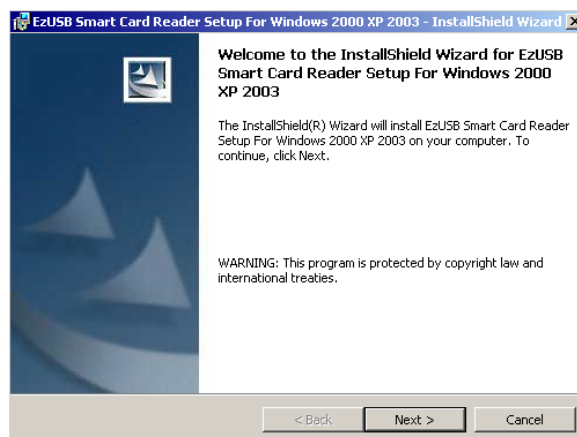 EzUSB Smart Card Reader Setup For Windows 2000 XP 2003 - InstallShield Wizard
Welcome to the InstallShield Wizard for EzUSB
Smart Card Reader Setup For Windows 2000
XP 2003
The InstallShield(R) Wizard will install EzUSB Smart Card Reader
Setup For Windows 2000 XP 2003 on your computer. To
continue, click Next.
WARNING: This program is protected by copyright law and
international treaties.
< Back Next > Cancel